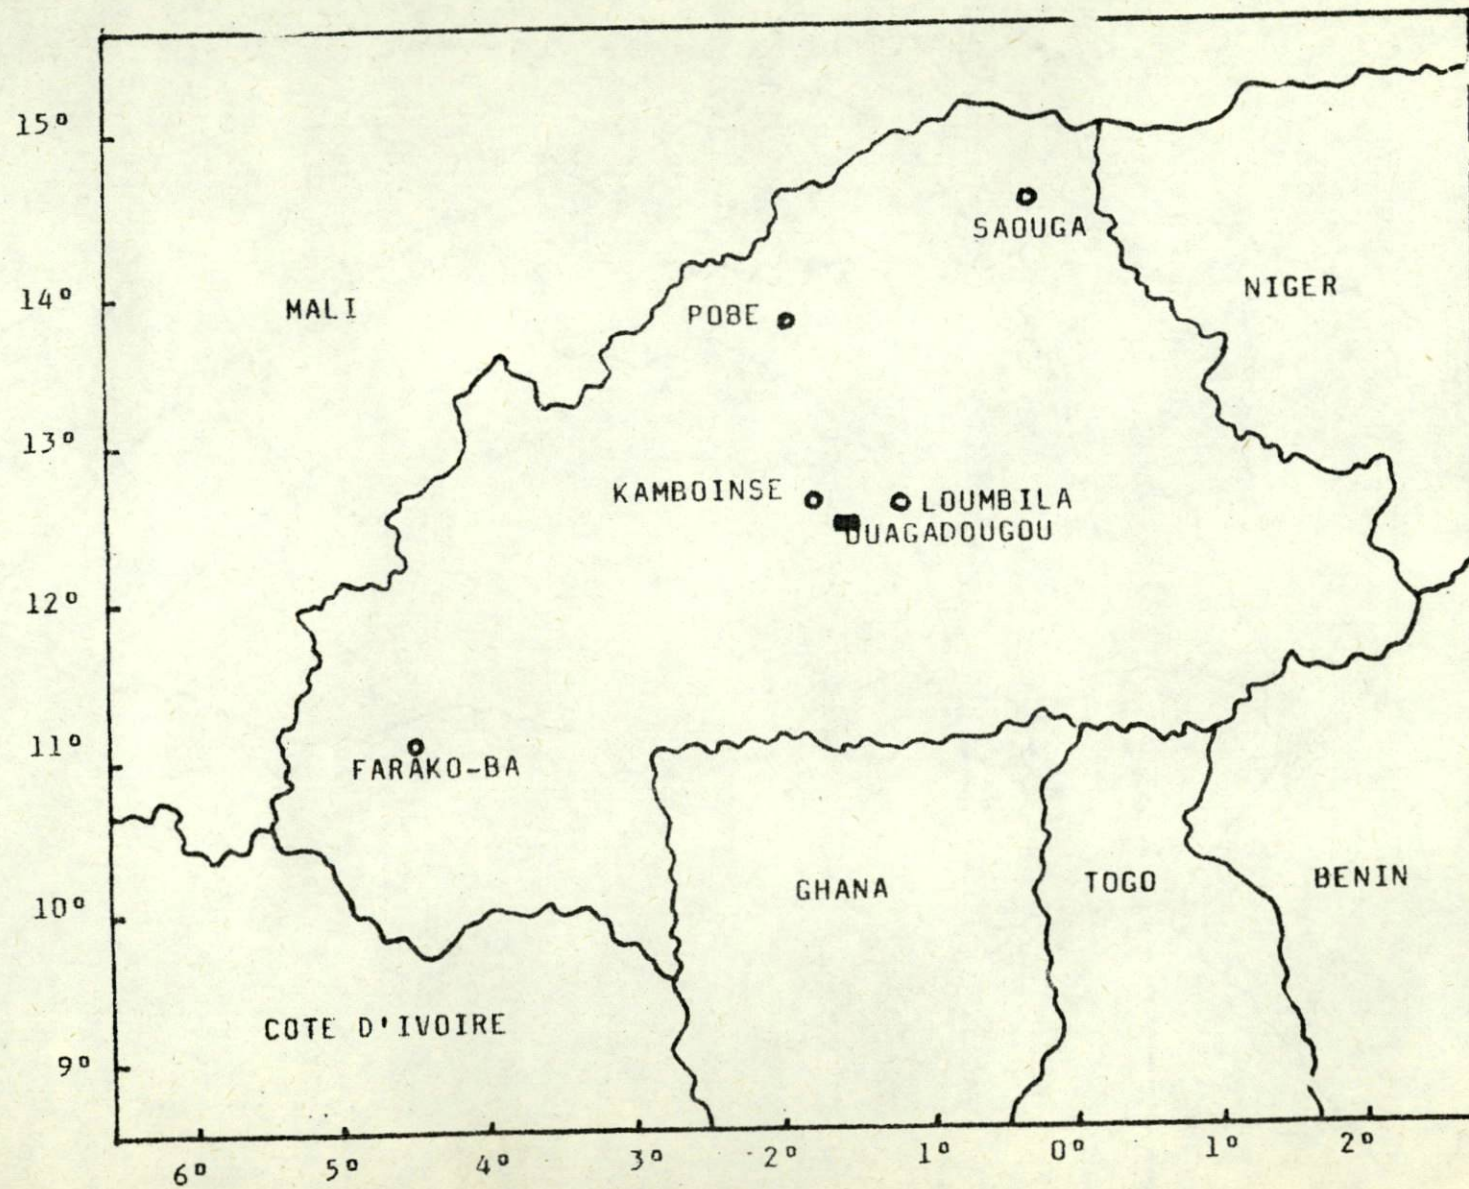 15°
SAOUGA
14°
MALI
POBE
NIGER
13°
KAMBOINSE
LOUMBILA
OUAGADOUGOU
12°
11°
FARAKO-BA
10°
GHANA
TOGO
BENIN
COTE D'IVOIRE
9°
6° 5° 4° 3° 2° 1° 0° 1° 2°